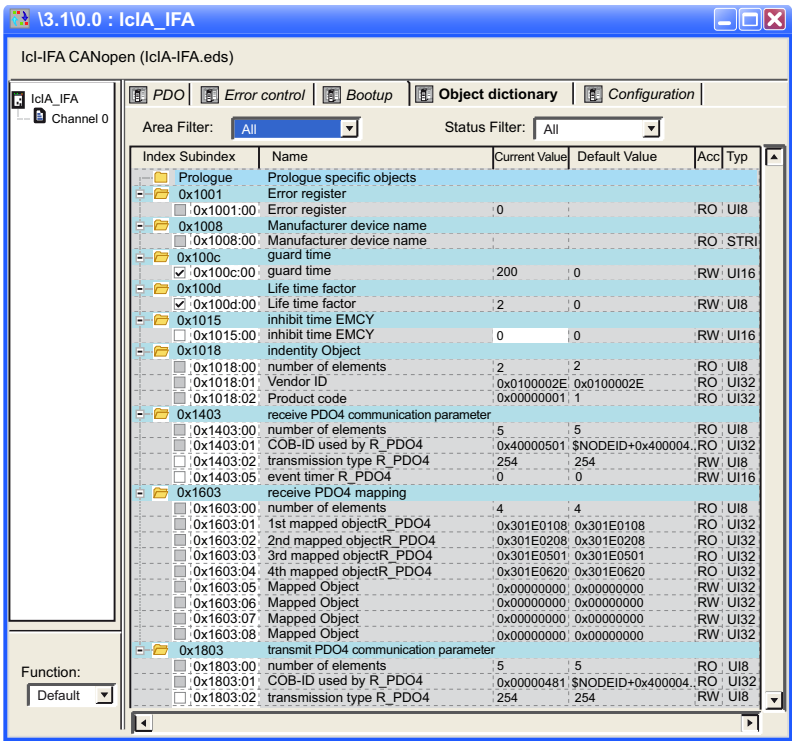 \3.1\0.0 : IcIA_IFA
Icl-IFA CANopen (IcIA-IFA.eds)
IcIA_IFA
Channel 0
PDO Error control Bootup Object dictionary Configuration
Area Filter: All Status Filter: All
Index Subindex Name Current Value Default Value Acc Typ
Prologue Prologue specific objects
0x1001 Error register
0x1001:00 Error register 0 RO UI8
0x1008 Manufacturer device name
0x1008:00 Manufacturer device name RO STRI
0x100c guard time
0x100c:00 guard time 200 0 RW UI16
0x100d Life time factor
0x100d:00 Life time factor 2 0 RW UI8
0x1015 inhibit time EMCY
0x1015:00 inhibit time EMCY 0 0 RW UI16
0x1018 indentity Object
0x1018:00 number of elements 2 2 RO UI8
0x1018:01 Vendor ID 0x0100002E 0x0100002E RO UI32
0x1018:02 Product code 0x00000001 1 RO UI32
0x1403 receive PDO4 communication parameter
0x1403:00 number of elements 5 5 RO UI8
0x1403:01 COB-ID used by R_PDO4 0x40000501 $NODEID+0x400004.. RO UI32
0x1403:02 transmission type R_PDO4 254 254 RW UI8
0x1403:05 event timer R_PDO4 0 0 RW UI16
0x1603 receive PDO4 mapping
0x1603:00 number of elements 4 4 RO UI8
0x1603:01 1st mapped objectR_PDO4 0x301E0108 0x301E0108 RO UI32
0x1603:02 2nd mapped objectR_PDO4 0x301E0208 0x301E0208 RO UI32
0x1603:03 3rd mapped objectR_PDO4 0x301E0501 0x301E0501 RO UI32
0x1603:04 4th mapped objectR_PDO4 0x301E0620 0x301E0620 RO UI32
0x1603:05 Mapped Object 0x00000000 0x00000000 RW UI32
0x1603:06 Mapped Object 0x00000000 0x00000000 RW UI32
0x1603:07 Mapped Object 0x00000000 0x00000000 RO UI32
0x1603:08 Mapped Object 0x00000000 0x00000000 RO UI32
0x1803 transmit PDO4 communication parameter
0x1803:00 number of elements 5 5 RO UI8
0x1803:01 COB-ID used by R_PDO4 0x00000481 $NODEID+0x400004.. RO UI32
0x1803:02 transmission type R_PDO4 254 254 RW UI8
Function:
Default